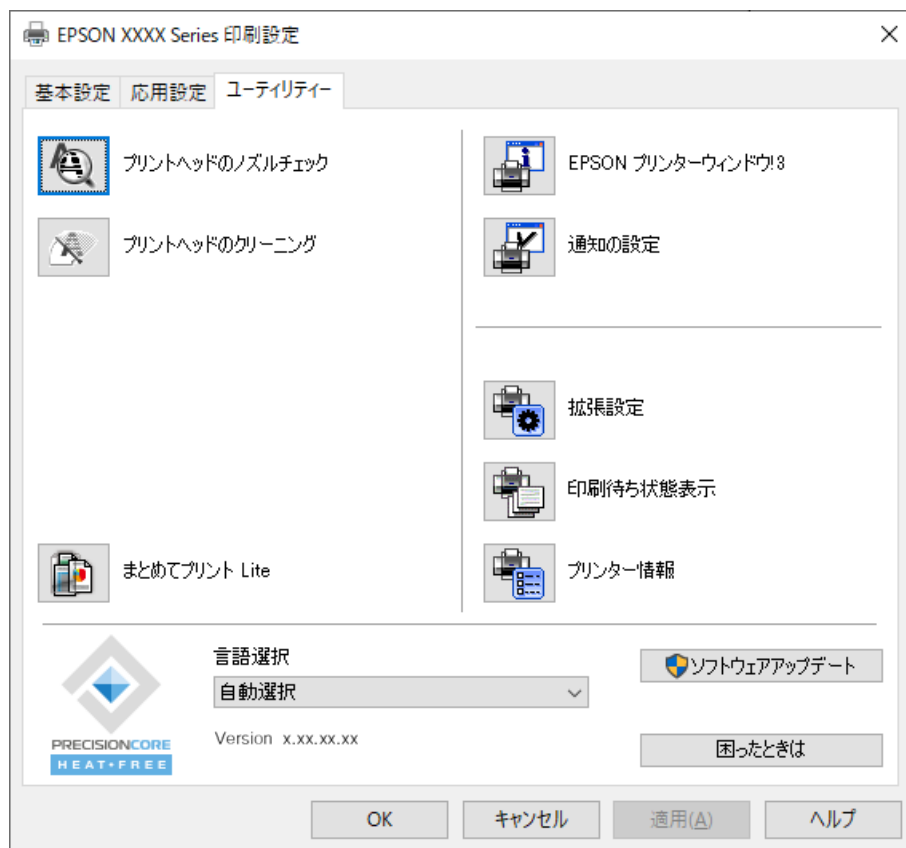 EPSON XXXX Series 印刷設定
基本設定 応用設定 ユーティリティー
プリントヘッドのノズルチェック
プリントヘッドのクリーニング
まとめてプリント Lite
EPSON プリンターウィンドウ!3
通知の設定
拡張設定
印刷待ち状態表示
プリンター情報
PRECISIONCORE
HEAT•FREE
言語選択
自動選択
Version x.xx.xx.xx
ソフトウェアアップデート
困ったときは
OK キャンセル 適用(A) ヘルプ